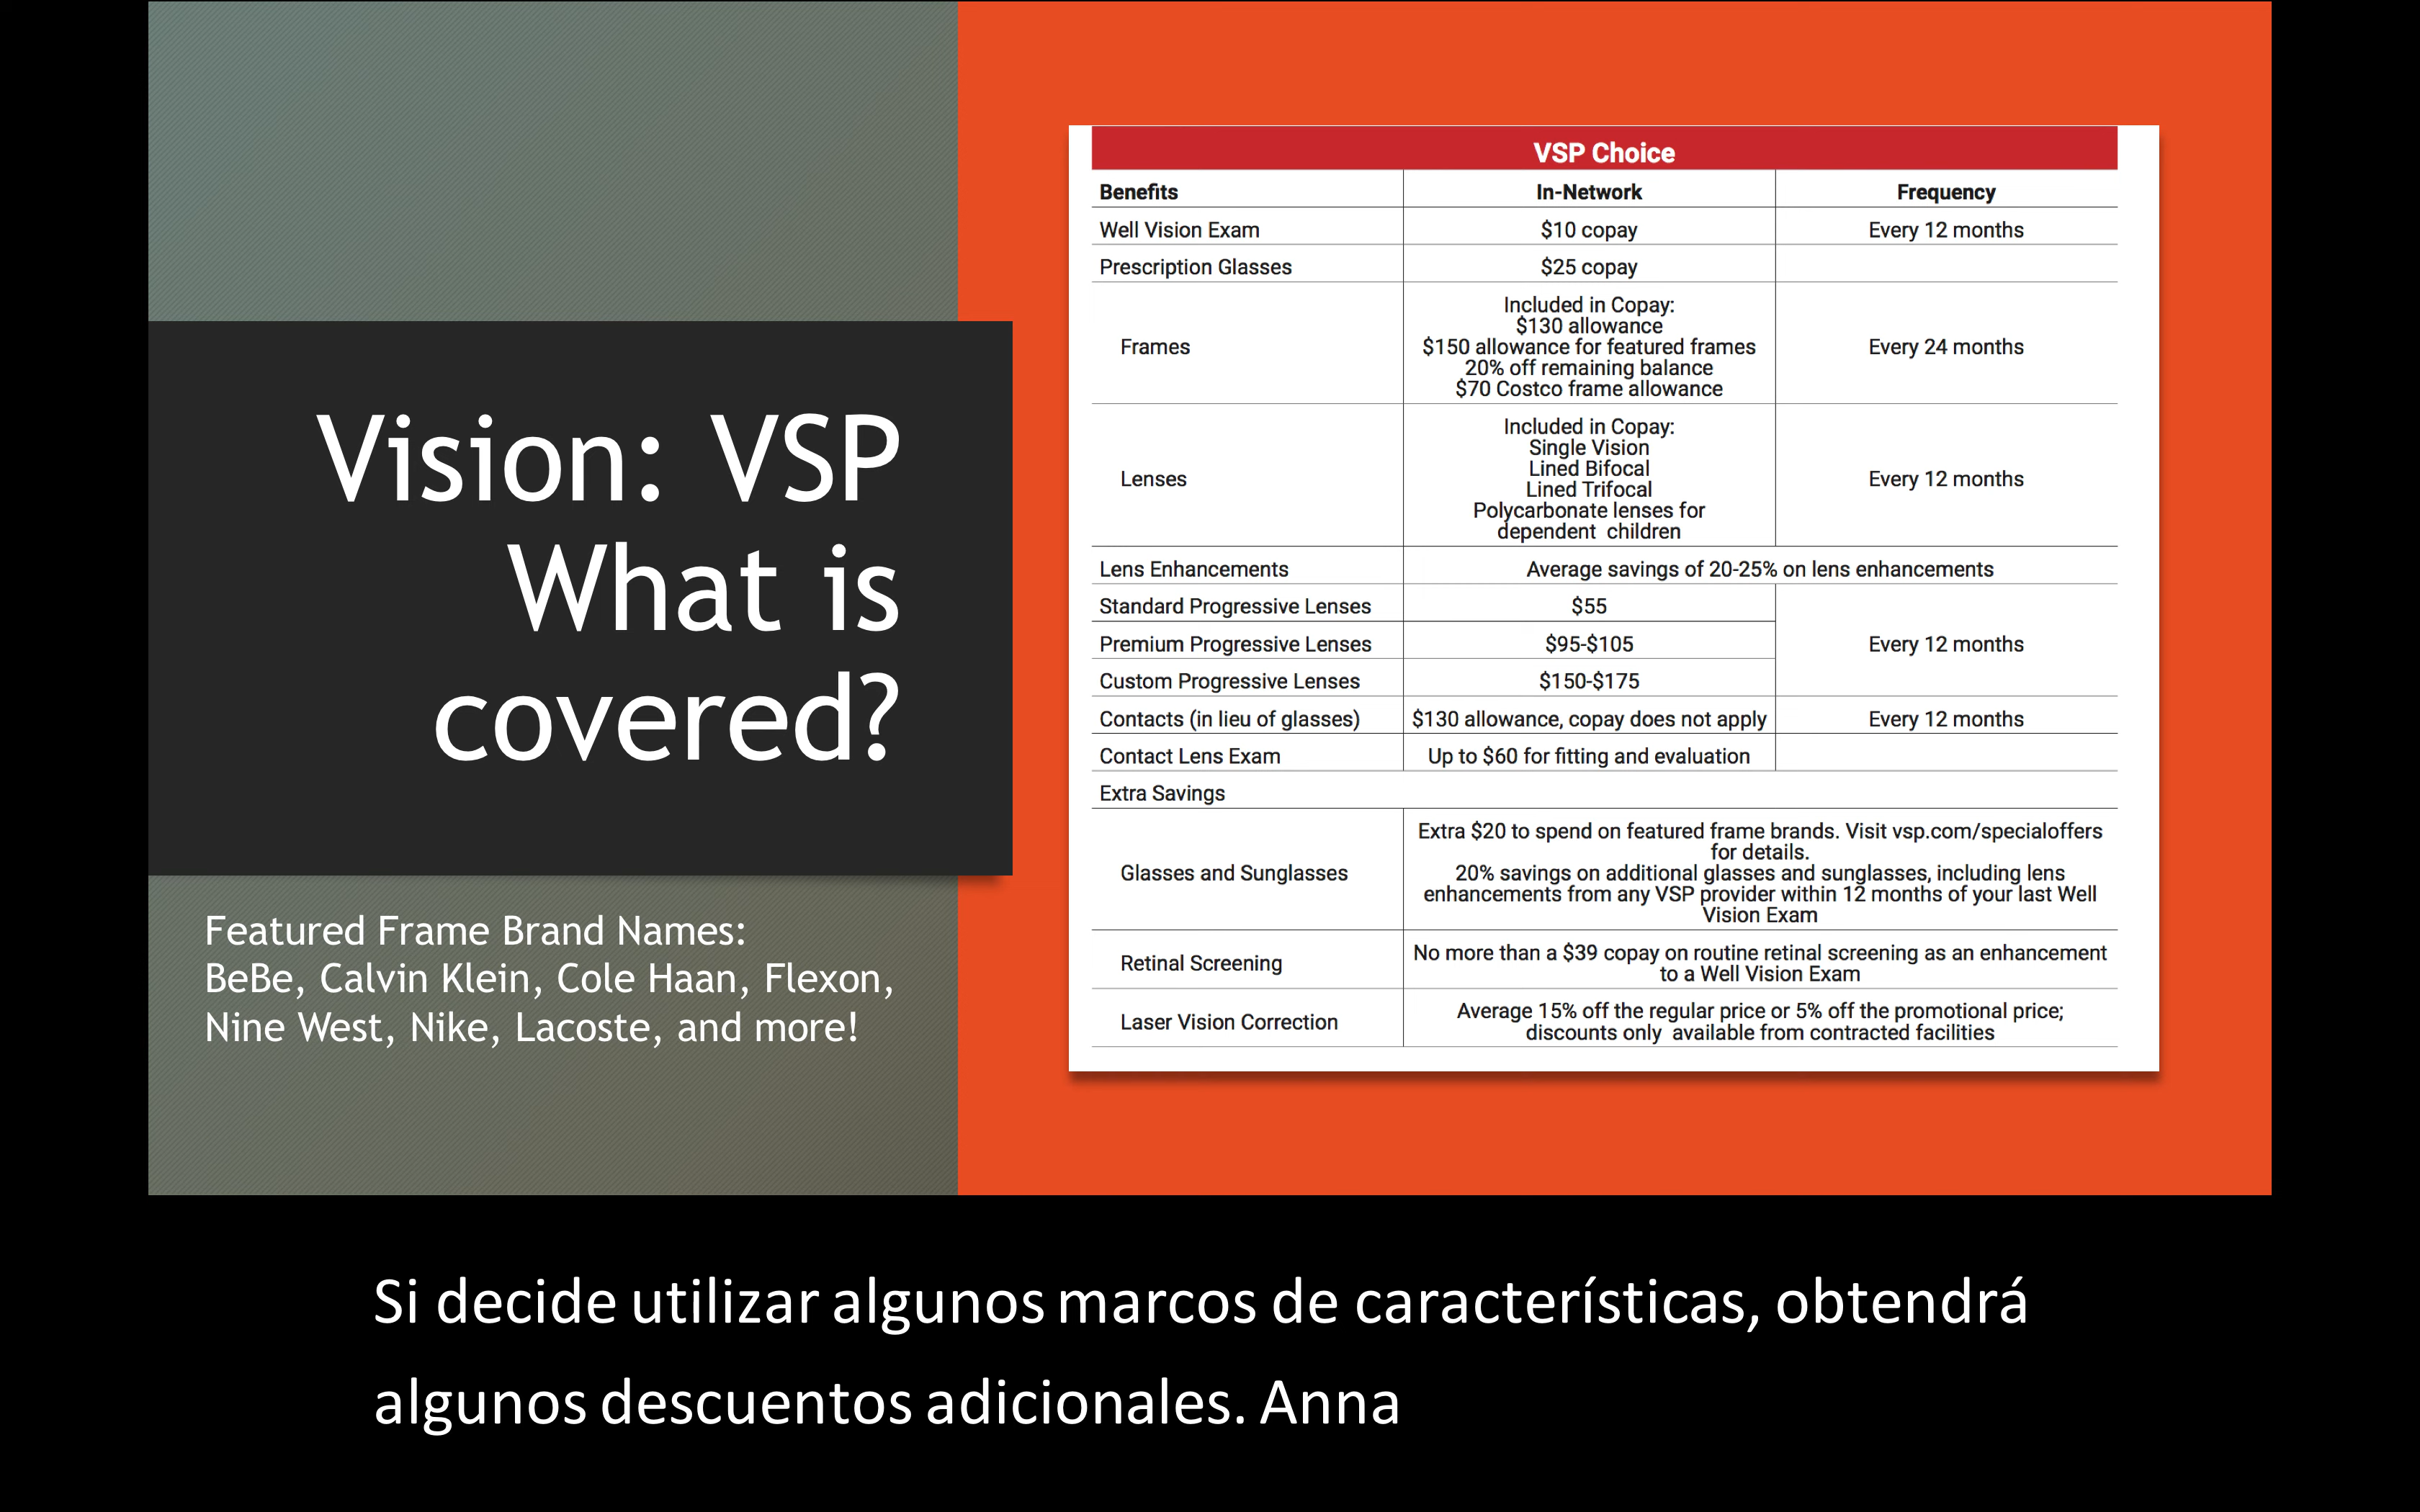 Vision: VSP
What is
covered?
Featured Frame Brand Names:
BeBe, Calvin Klein, Cole Haan, Flexon,
Nine West, Nike, Lacoste, and more!
VSP Choice
Benefits In-Network Frequency
Well Vision Exam $10 copay Every 12 months
Prescription Glasses $25 copay
Frames
Included in Copay:
$130 allowance
$150 allowance for featured frames
20% off remaining balance
$70 Costco frame allowance
Every 24 months
Lenses
Included in Copay:
Single Vision
Lined Bifocal
Lined Trifocal
Polycarbonate lenses for
dependent children
Every 12 months
Lens Enhancements Average savings of 20-25% on lens enhancements
Standard Progressive Lenses $55
Premium Progressive Lenses $95-$105 Every 12 months
Custom Progressive Lenses $150-$175
Contacts (in lieu of glasses) $130 allowance, copay does not apply Every 12 months
Contact Lens Exam Up to $60 for fitting and evaluation
Extra Savings
Glasses and Sunglasses
Extra $20 to spend on featured frame brands. Visit vsp.com/specialoffers
for details.
20% savings on additional glasses and sunglasses, including lens
enhancements from any VSP provider within 12 months of your last Well
Vision Exam
Retinal Screening
No more than a $39 copay on routine retinal screening as an enhancement
to a Well Vision Exam
Laser Vision Correction
Average 15% off the regular price or 5% off the promotional price;
discounts only available from contracted facilities
Si decide utilizar algunos marcos de características, obtendrá
algunos descuentos adicionales. Anna